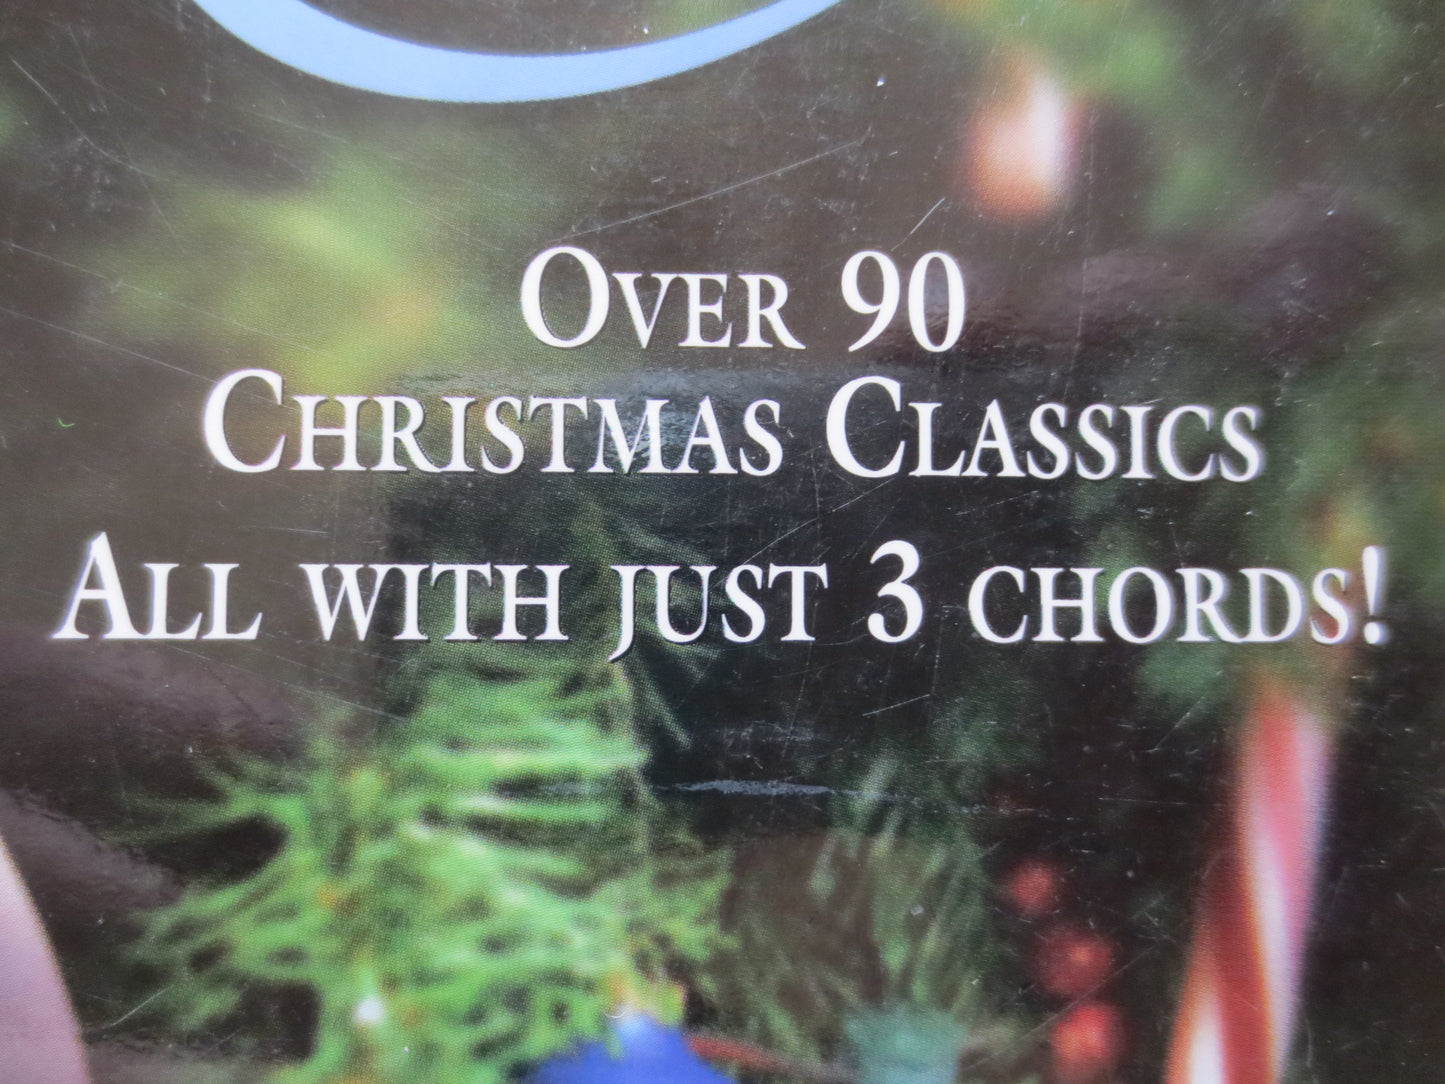 Over 90
Christmas Classics
All with just 3 chords!